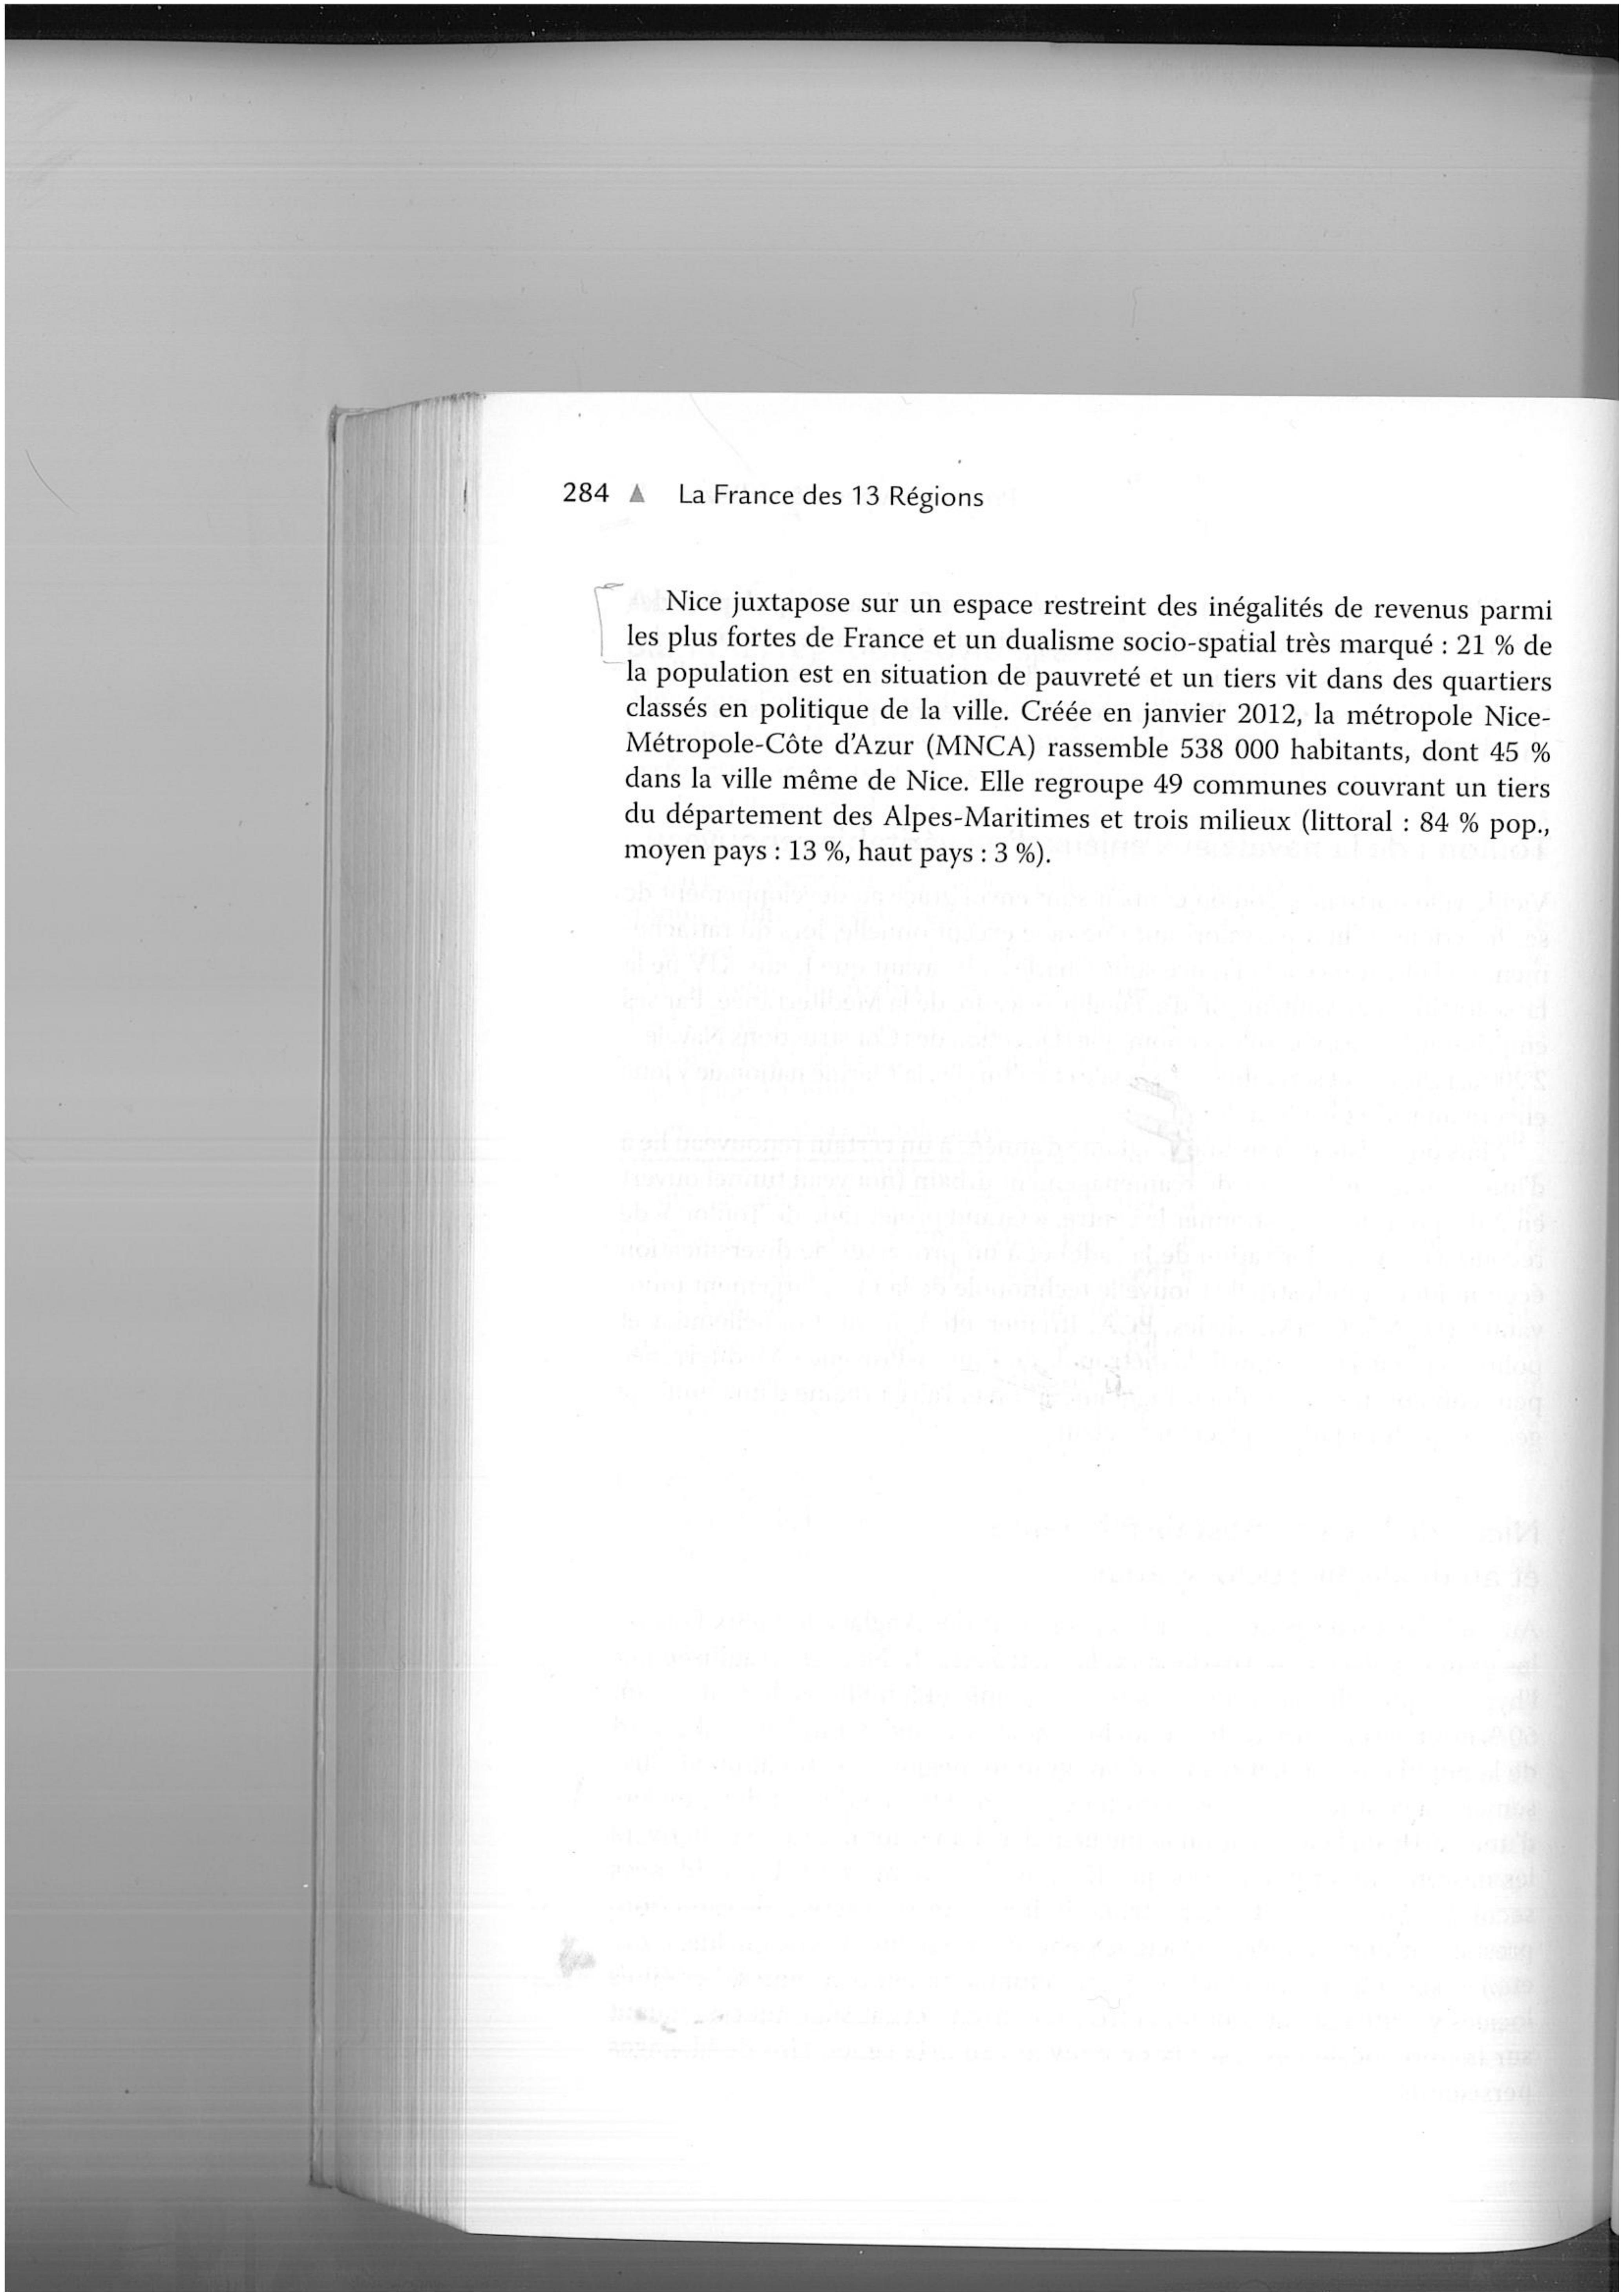 284 ▲ La France des 13 Régions
Nice juxtapose sur un espace restreint des inégalités de revenus parmi
les plus fortes de France et un dualisme socio-spatial très marqué : 21 % de
la population est en situation de pauvreté et un tiers vit dans des quartiers
classés en politique de la ville. Créée en janvier 2012, la métropole Nice-
Métropole-Côte d'Azur (MNCA) rassemble 538 000 habitants, dont 45 %
dans la ville même de Nice. Elle regroupe 49 communes couvrant un tiers
du département des Alpes-Maritimes et trois milieux (littoral : 84 % pop.,
moyen pays : 13 %, haut pays : 3 %).